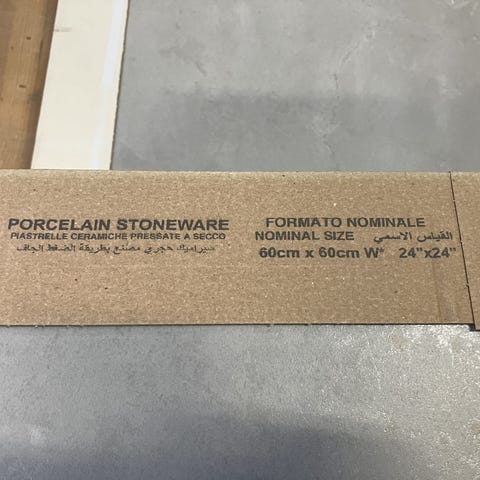 PORCELAIN STONEWARE
PIASTRELLE CERAMICHE PRESSATE A SECCO
سيراميك حجري مصنع بطريقة الضغط الجاف
FORMATO NOMINALE
NOMINAL SIZE القياس الاسمي
60cm x 60cm W* 24"x24"